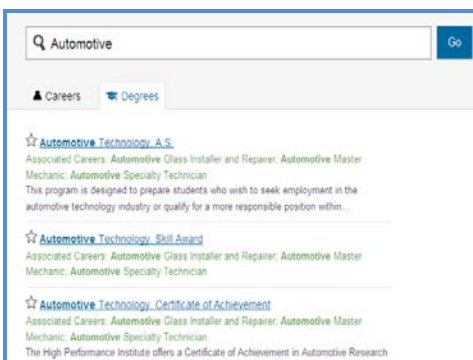 Automotive
Go
Careers
Degrees
Automotive Technology, A.S.
Associated Careers: Automotive Glass Installer and Repairer; Automotive Master
Mechanic; Automotive Specialty Technician
This program is designed to prepare students who wish to seek employment in the
automotive technology industry or qualify for a more responsible position within...
Automotive Technology, Skill Award
Associated Careers: Automotive Glass Installer and Repairer; Automotive Master
Mechanic; Automotive Specialty Technician
Automotive Technology, Certificate of Achievement
Associated Careers: Automotive Glass Installer and Repairer; Automotive Master
Mechanic; Automotive Specialty Technician
The High Performance Institute offers a Certificate of Achievement in Automotive Research